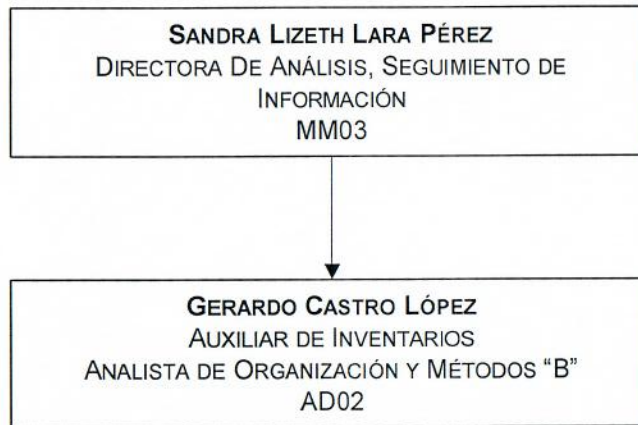 SANDRA LIZETH LARA PÉREZ
DIRECTORA DE ANÁLISIS, SEGUIMIENTO DE
INFORMACIÓN
MM03
GERARDO CASTRO LÓPEZ
AUXILIAR DE INVENTARIOS
ANALISTA DE ORGANIZACIÓN Y MÉTODOS “B”
AD02